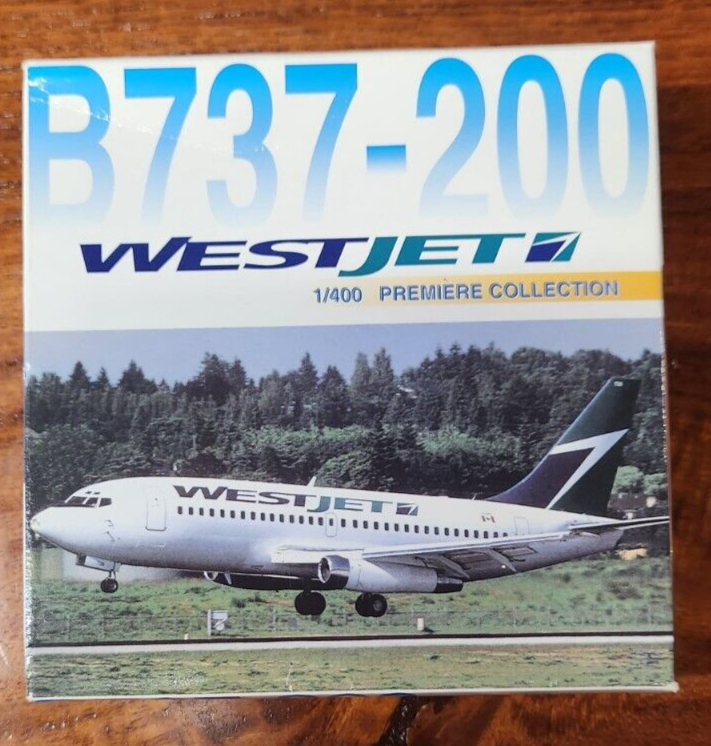 B737-200
WESTJET
1/400 PREMIÈRE COLLECTION
WESTJET